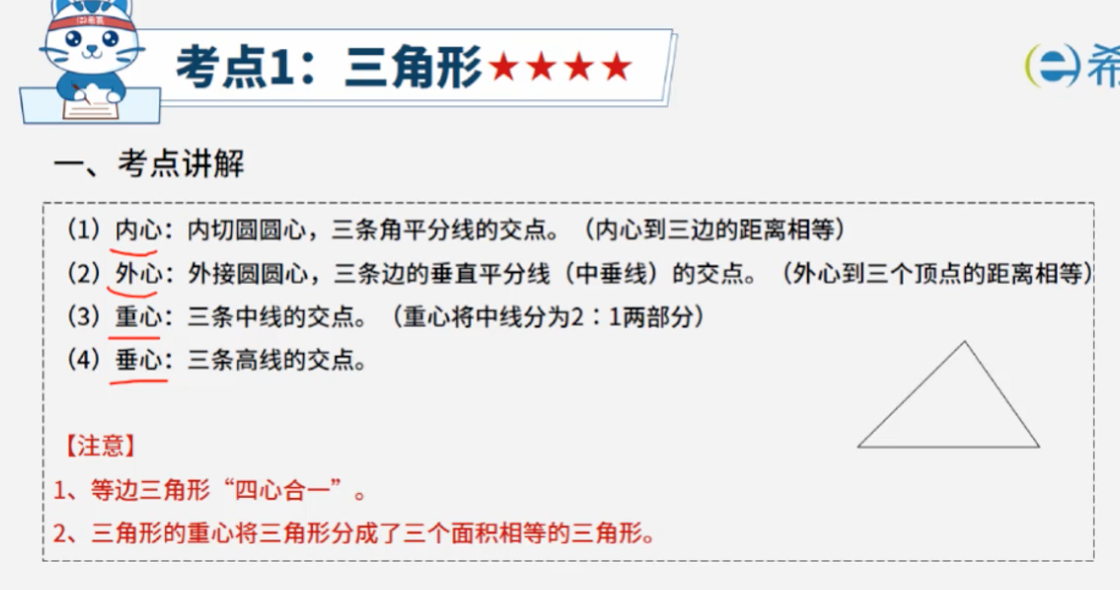 考点1：三角形★★★★
希
一、考点讲解
（1）内心：内切圆圆心，三条角平分线的交点。（内心到三边的距离相等）
（2）外心：外接圆圆心，三条边的垂直平分线（中垂线）的交点。（外心到三个顶点的距离相等）
（3）重心：三条中线的交点。（重心将中线分为2：1两部分）
（4）垂心：三条高线的交点。
【注意】
1、等边三角形“四心合一”。
2、三角形的重心将三角形分成了三个面积相等的三角形。